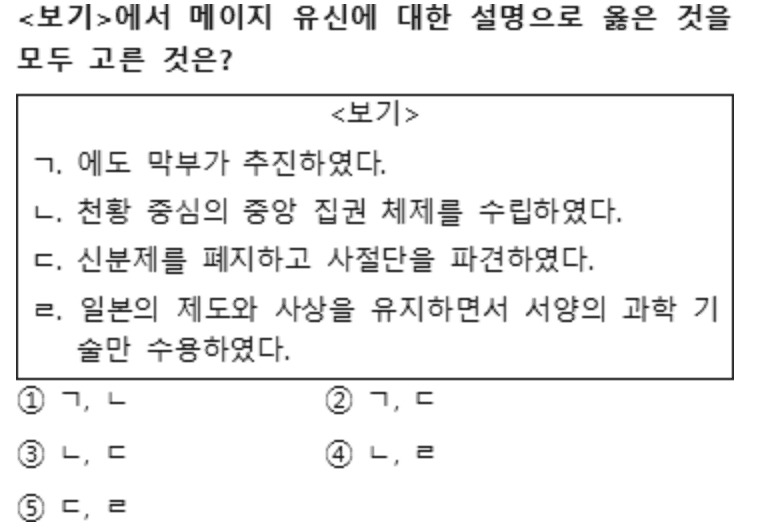 <보기>에서 메이지 유신에 대한 설명으로 옳은 것을
모두 고른 것은?
<보기>
ㄱ. 에도 막부가 추진하였다.
ㄴ. 천황 중심의 중앙 집권 체제를 수립하였다.
ㄷ. 신분제를 폐지하고 사절단을 파견하였다.
ㄹ. 일본의 제도와 사상을 유지하면서 서양의 과학 기
술만 수용하였다.
① ㄱ, ㄴ ② ㄱ, ㄷ
③ ㄴ, ㄷ ④ ㄴ, ㄹ
⑤ ㄷ, ㄹ